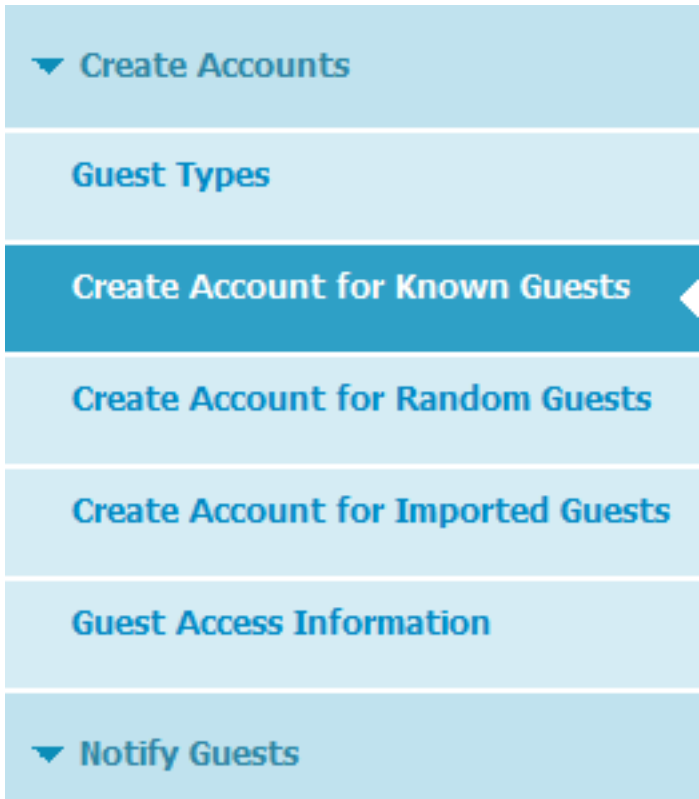 Create Accounts
Guest Types
Create Account for Known Guests
Create Account for Random Guests
Create Account for Imported Guests
Guest Access Information
Notify Guests